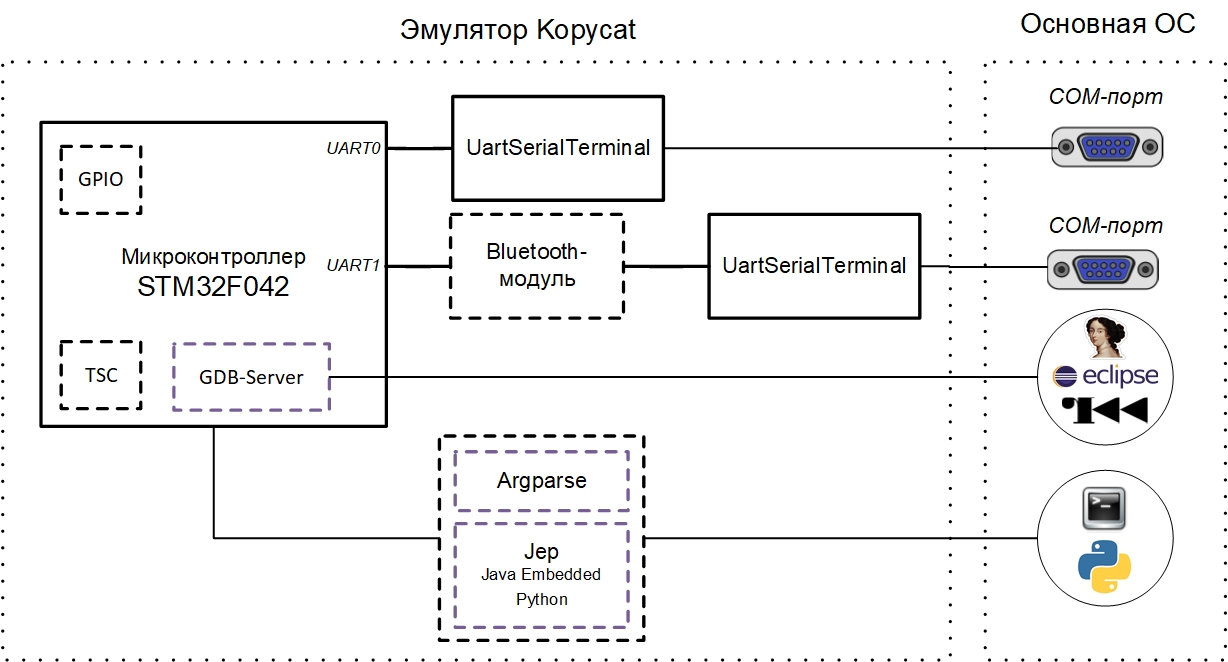 Эмулятор Kopycat
Основная ОС
COM-порт
UART0
UartSerialTerminal
GPIO
COM-порт
Микроконтроллер
STM32F042
UART1
Bluetooth-
модуль
UartSerialTerminal
TSC
GDB-Server
eclipse
Argparse
>_
Jep
Java Embedded
Python